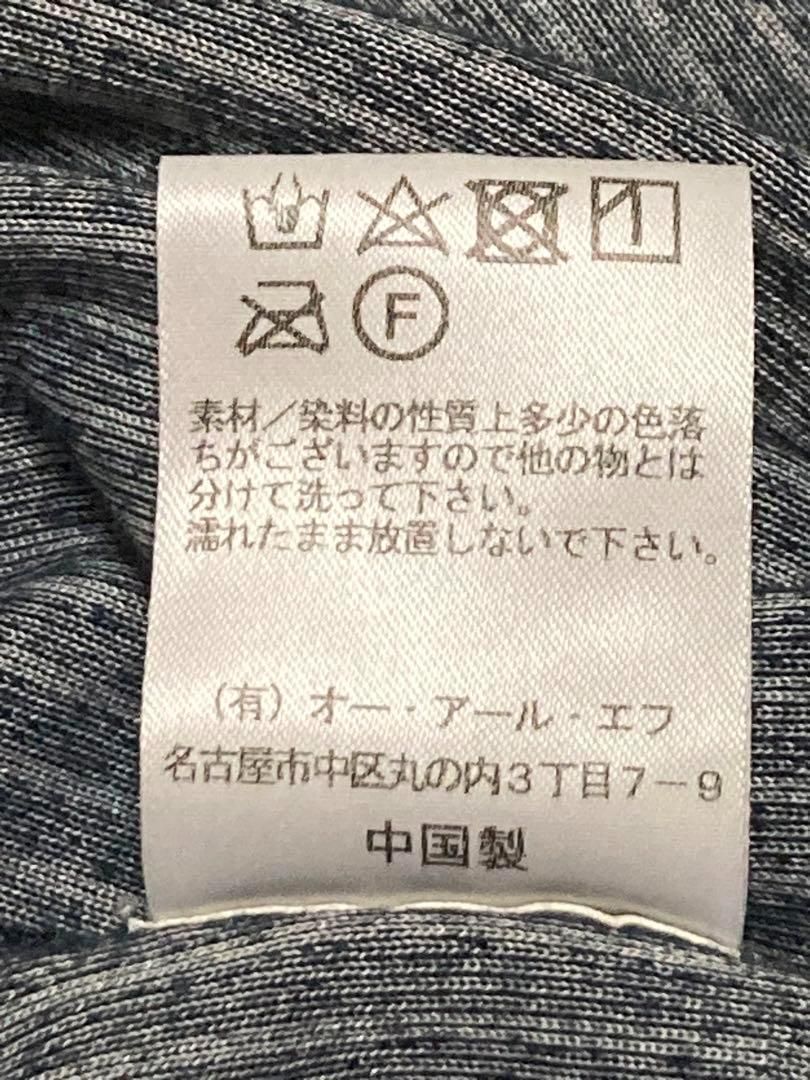 F
素材／染料の性質上多少の色落
ちがございますので他の物とは
分けて洗って下さい。
濡れたまま放置しないで下さい。
（有）オー・アール・エフ
名古屋市中区丸の内３丁目７－９
中国製